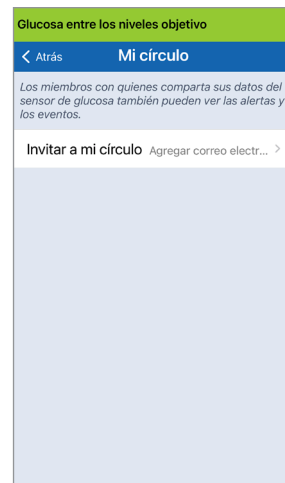 Glucosa entre los niveles objetivo
Atrás
Mi círculo
Los miembros con quienes comparta sus datos del
sensor de glucosa también pueden ver las alertas y
los eventos.
Invitar a mi círculo Agregar correo electr...